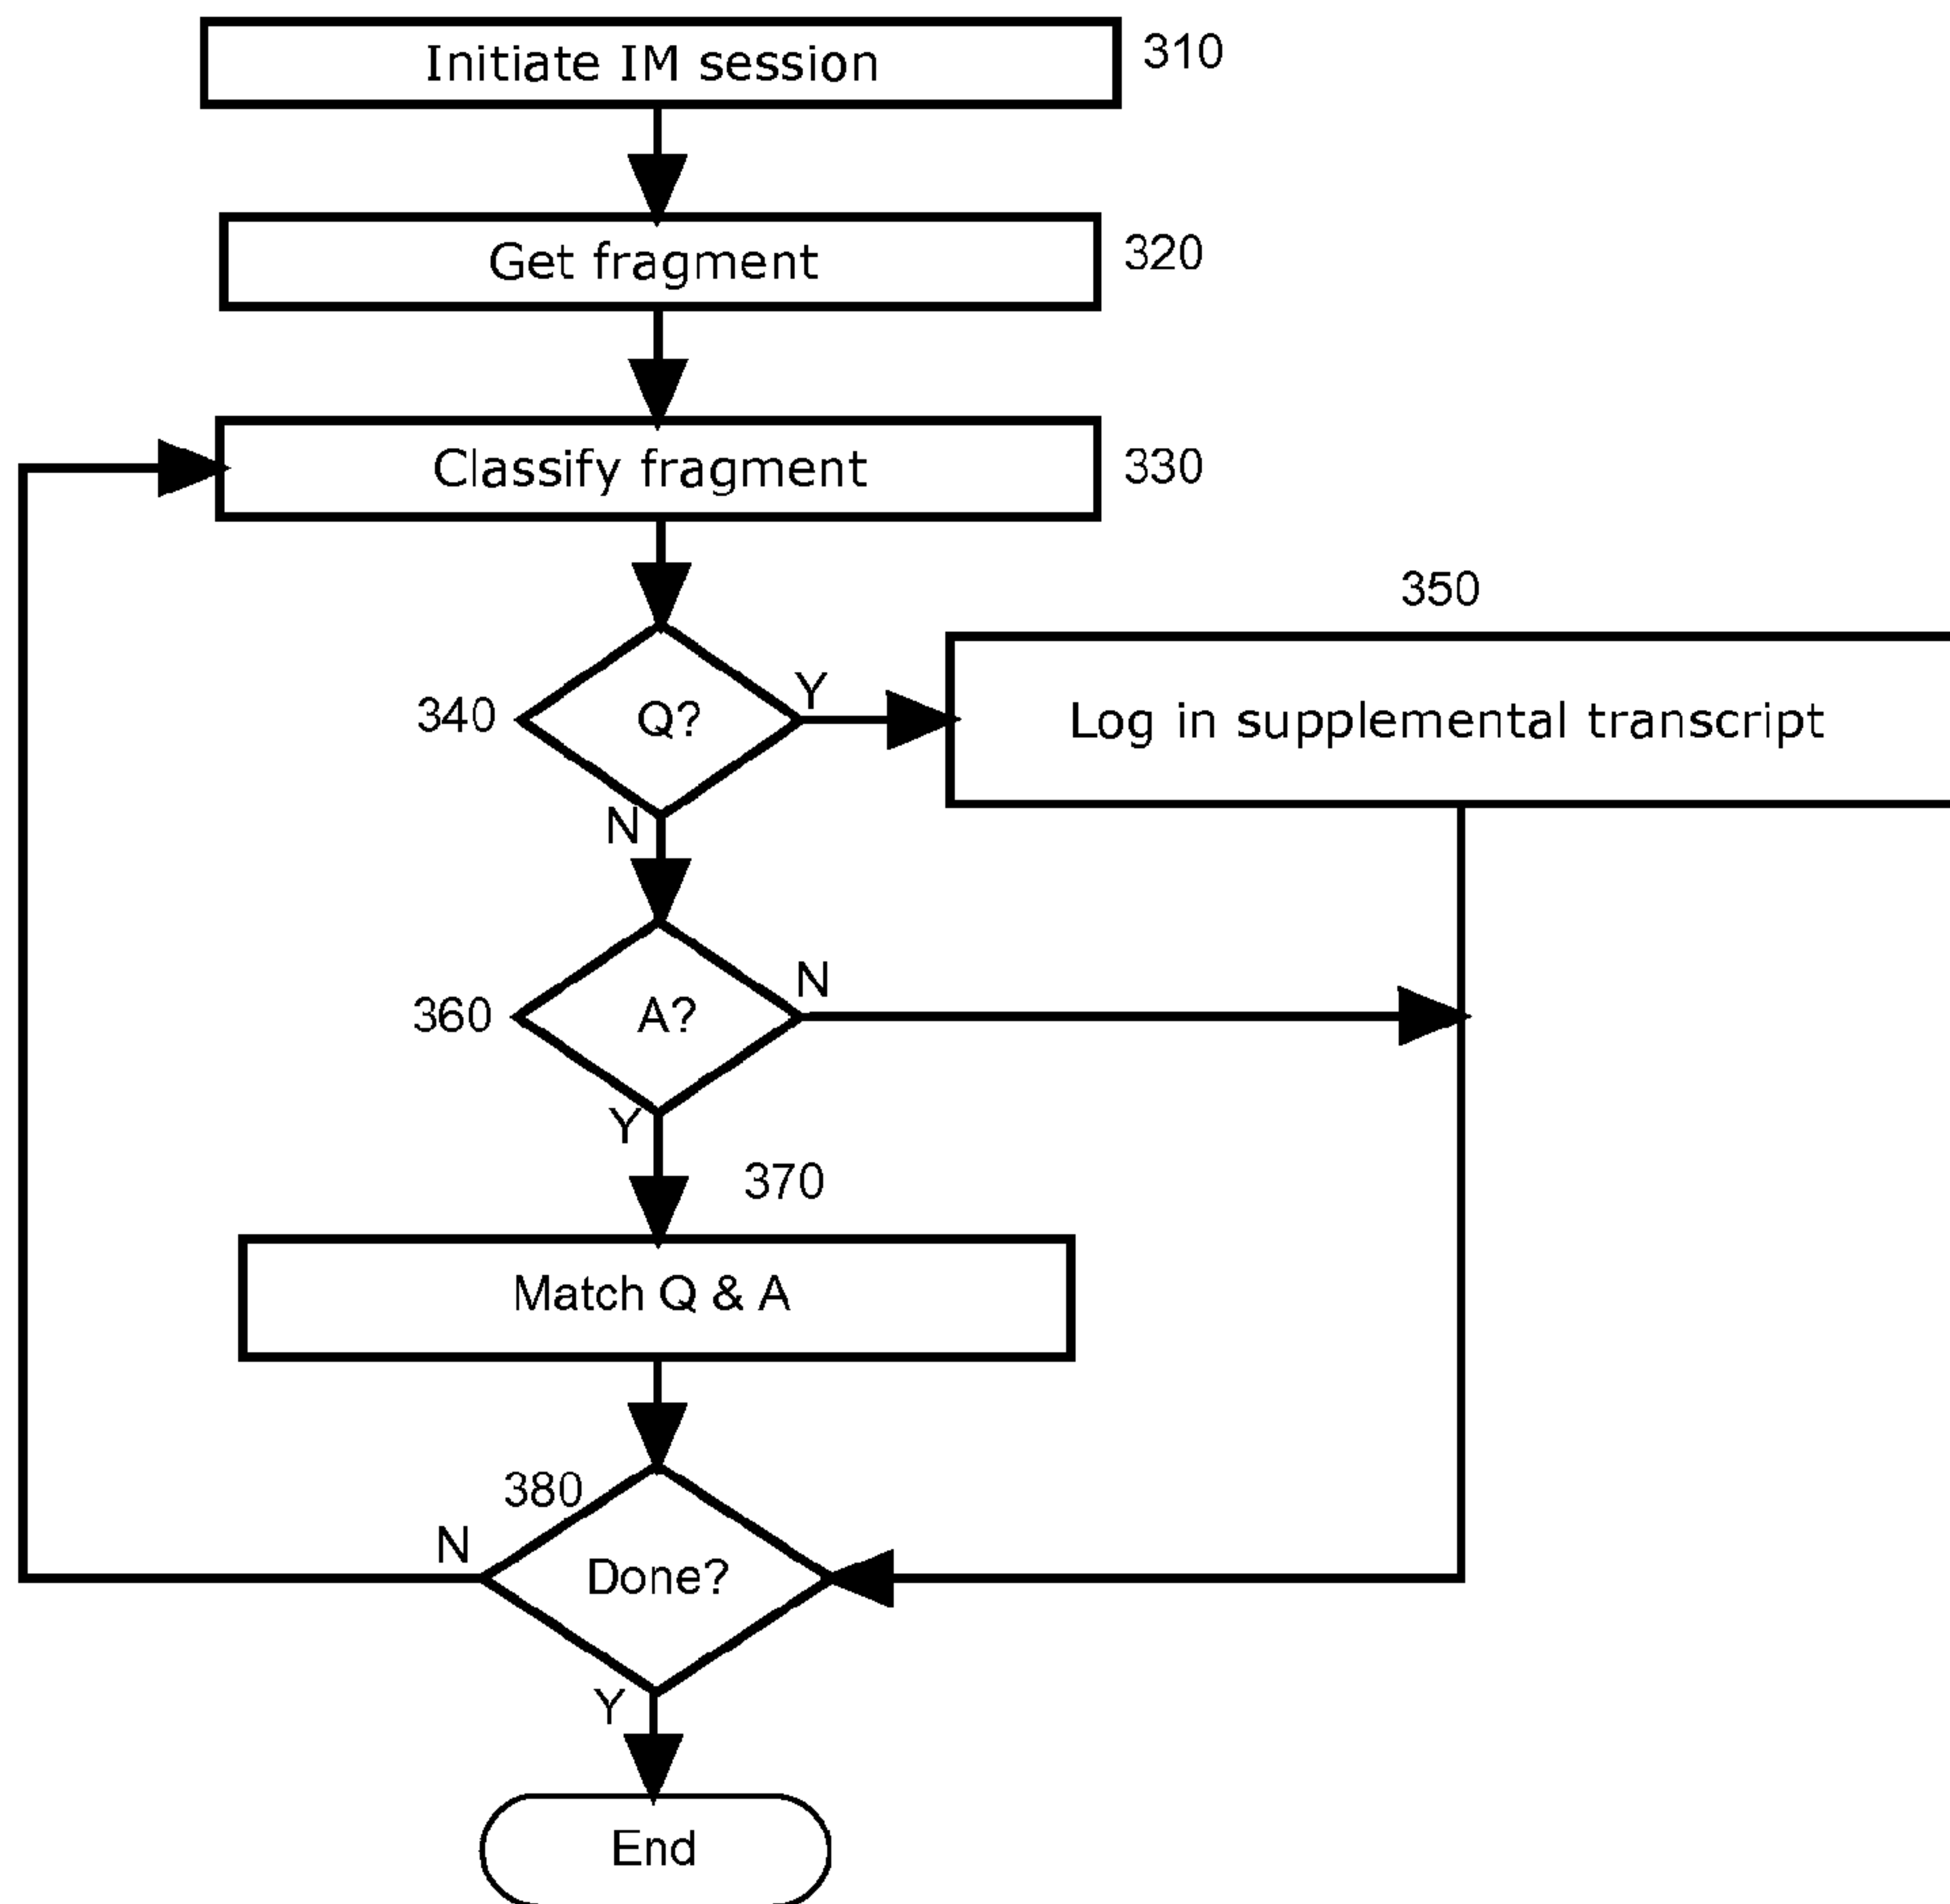 Initiate IM session
310
Get fragment
320
Classify fragment
330
350
340
Q?
Y
Log in supplemental transcript
N
360
A?
N
Y
370
Match Q & A
380
N
Done?
Y
End